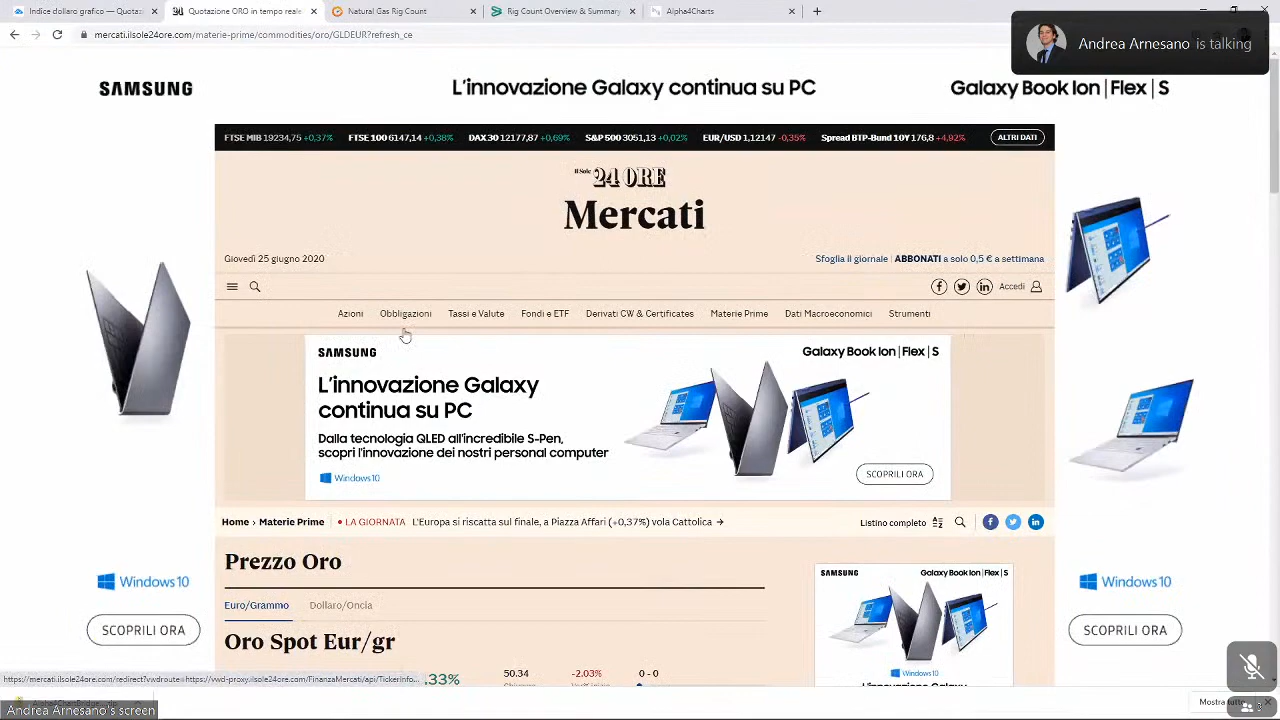 Indice dollaro grafico — Quotaz
Quotazione ORO in tempo reale
Natural Gas Rig Count
Rig Count Overview & Summary
Alpha4Charts
mercati.ilsole24ore.com/materie-prime/commodities/oro/GLDEUR?refresh_ce
Andrea Arnesano is talking
SAMSUNG
L'innovazione Galaxy continua su PC
Galaxy Book Ion | Flex | S
FTSE MIB 19234,75 +0,37% FTSE 100 6147,14 +0,38% DAX 30 12177,87 +0,69% S&P 500 3051,13 +0,02% EUR/USD 1,12147 -0,35% Spread BTP-Bund 10Y 176,8 +4,92% ALTRI DATI
Il Sole 24 ORE
Mercati
Giovedì 25 giugno 2020
Sfoglia il giornale | ABBONATI a solo 0,5 € a settimana
Accedi
Azioni Obbligazioni Tassi e Valute Fondi e ETF Derivati CW & Certificates Materie Prime Dati Macroeconomici Strumenti
SAMSUNG
Galaxy Book Ion | Flex | S
L'innovazione Galaxy
continua su PC
Dalla tecnologia QLED all'incredibile S-Pen,
scopri l'innovazione dei nostri personal computer
Windows 10
SCOPRILI ORA
Home › Materie Prime • LA GIORNATA L'Europa si riscatta sul finale, a Piazza Affari (+0,37%) vola Cattolica →
Listino completo
Prezzo Oro
Euro/Grammo Dollaro/Oncia
Oro Spot Eur/gr
,33% 50.34 -2,03% 0 - 0
SAMSUNG Galaxy Book Ion | Flex | S
Windows 10
Windows 10
SCOPRILI ORA
Windows 10
SCOPRILI ORA
Mostra tutto
Andrea Arnesano's screen